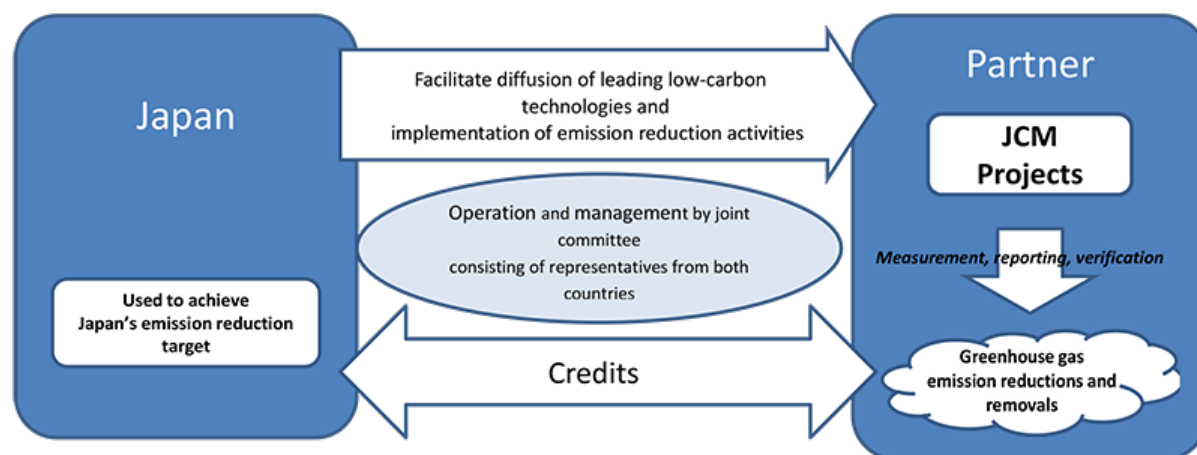 Japan
Facilitate diffusion of leading low-carbon
technologies and
implementation of emission reduction activities
Partner
JCM
Projects
Operation and management by joint
committee
consisting of representatives from both
countries
Measurement, reporting, verification
Used to achieve
Japan's emission reduction
target
Credits
Greenhouse gas
emission reductions and
removals